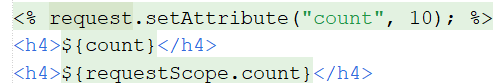 <% request.setAttribute("count", 10); %>
<h4>${count}</h4>
<h4>${requestScope.count}</h4>